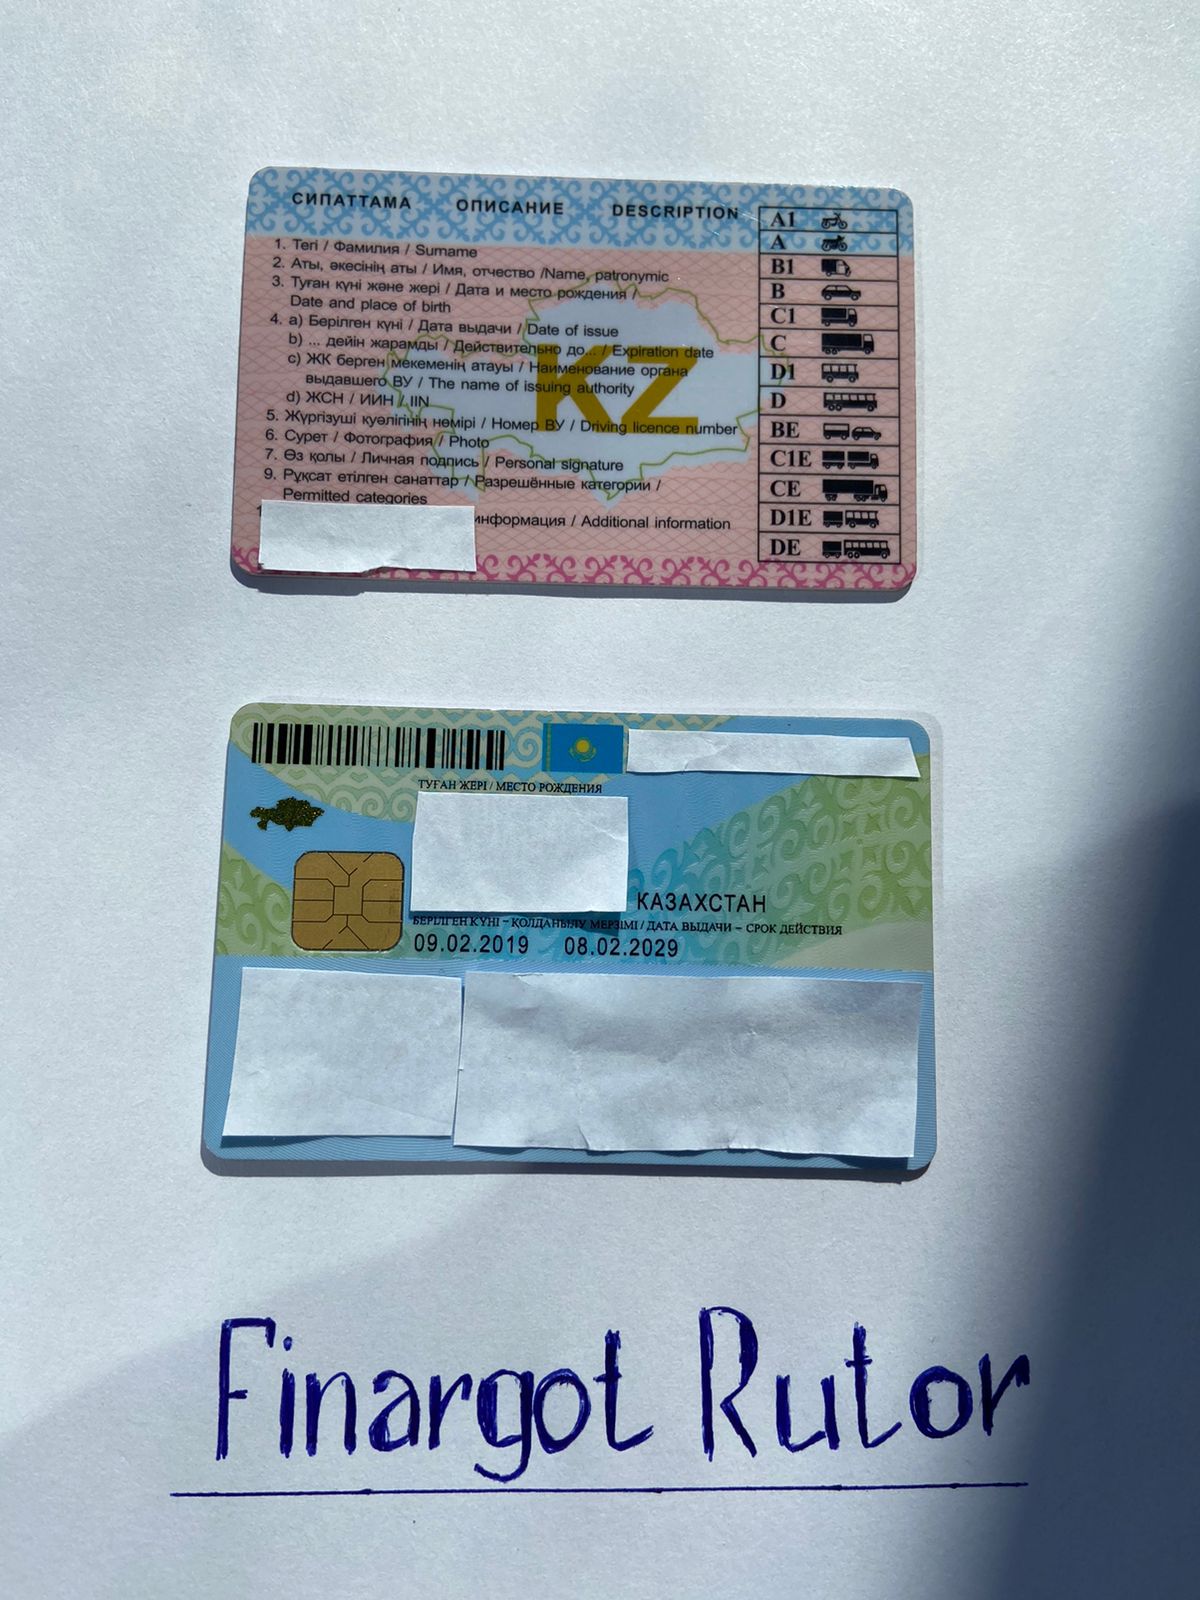 СИПАТТАМА ОПИСАНИЕ DESCRIPTION
1. Тегі / Фамилия / Surname
2. Аты, әкесінің аты / Имя, отчество /Name, patronymic
3. Туған күні және жері / Дата и место рождения /
Date and place of birth
4. a) Берілген күні / Дата выдачи / Date of issue
b) ... дейін жарамды / Действительно до... / Expiration date
c) ЖК берген мекеменің атауы / Наименование органа
выдавшего ВУ / The name of issuing authority
d) ЖСН / ИИН / IIN
5. Жүргізуші куәлігінің нөмірі / Номер ВУ / Driving licence number
6. Сурет / Фотография / Photo
7. Өз қолы / Личная подпись / Personal signature
9. Рұқсат етілген санаттар / Разрешённые категории /
Permitted categories
информация / Additional information
KZ
A1
A
B1
B
C1
C
D1
D
BE
C1E
CE
D1E
DE
ТУҒАН ЖЕРІ / МЕСТО РОЖДЕНИЯ
КАЗАХСТАН
БЕРІЛГЕН КҮНІ – ҚОЛДАНЫЛУ МЕРЗІМІ / ДАТА ВЫДАЧИ – СРОК ДЕЙСТВИЯ
09.02.2019 08.02.2029
Finargot Rutor